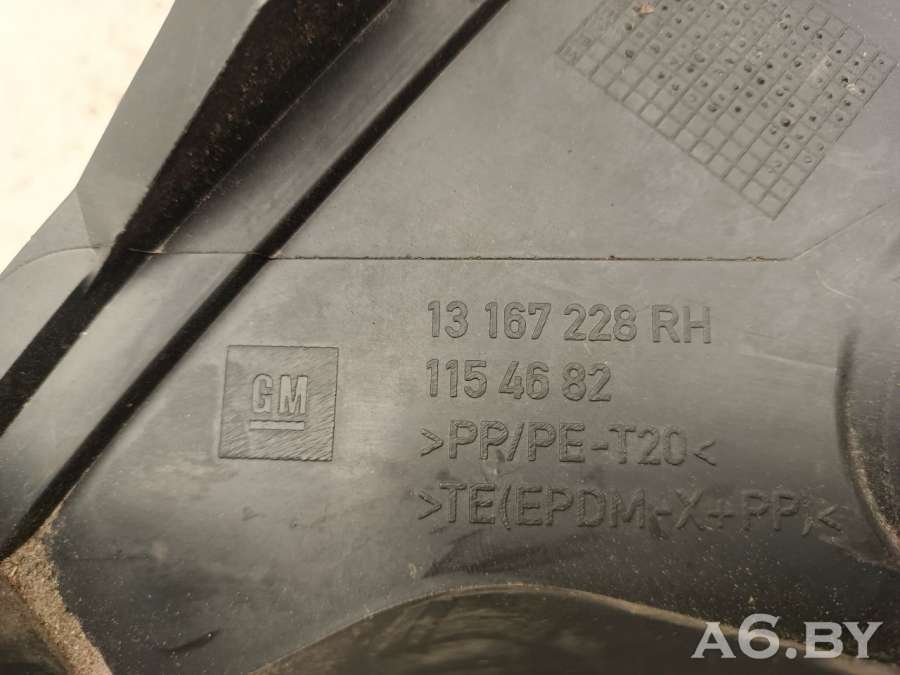 13 167 228 RH
GM
115 46 82
>PP/PE-T20<
>TE(EPDM-X+PP)<
A6.BY